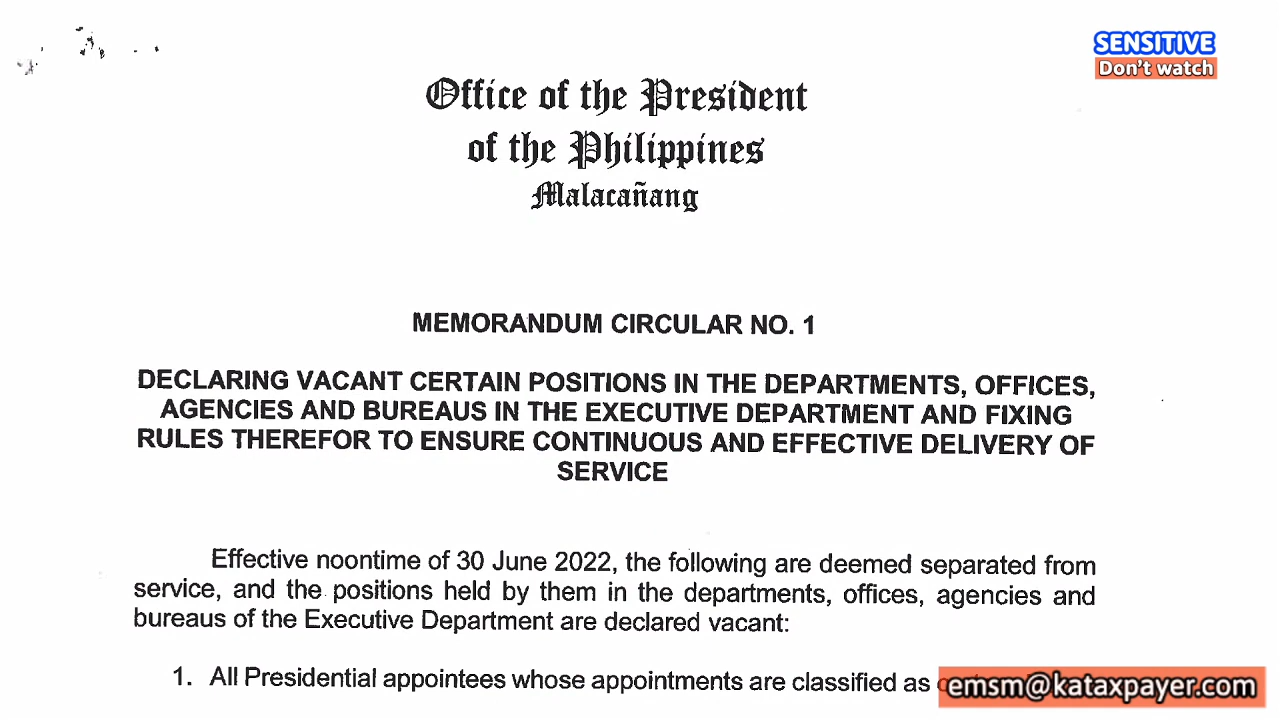 SENSITIVE
Don't watch
Office of the President
of the Philippines
Malacañang
MEMORANDUM CIRCULAR NO. 1
DECLARING VACANT CERTAIN POSITIONS IN THE DEPARTMENTS, OFFICES,
AGENCIES AND BUREAUS IN THE EXECUTIVE DEPARTMENT AND FIXING
RULES THEREFOR TO ENSURE CONTINUOUS AND EFFECTIVE DELIVERY OF
SERVICE
Effective noontime of 30 June 2022, the following are deemed separated from
service, and the positions held by them in the departments, offices, agencies and
bureaus of the Executive Department are declared vacant:
1. All Presidential appointees whose appointments are classified as
emsm@kataxpayer.com